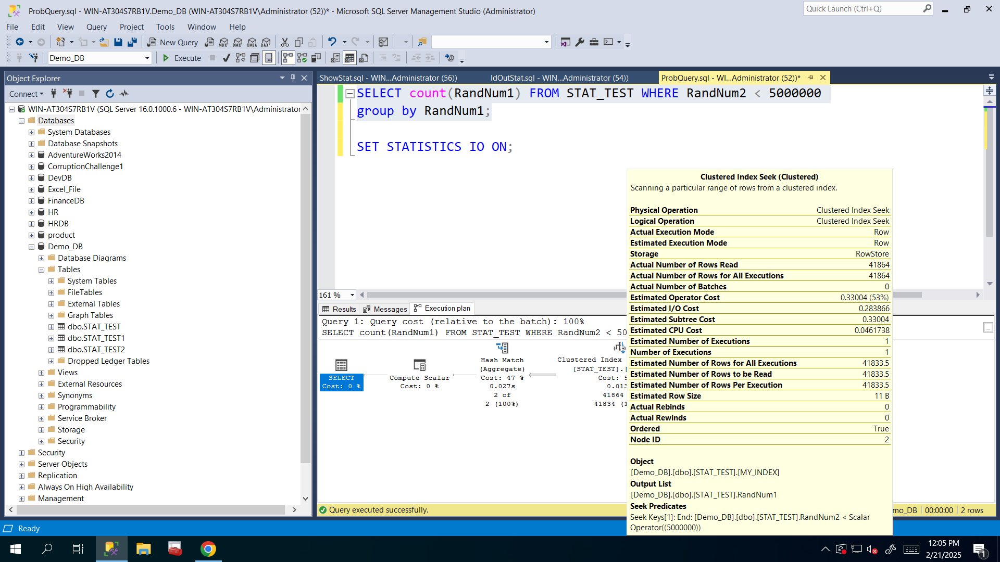 ProbQuery.sql - WIN-AT304S7RB1V.Demo_DB (WIN-AT304S7RB1V\Administrator (52))* - Microsoft SQL Server Management Studio (Administrator)
Quick Launch (Ctrl+Q)
File Edit View Query Project Tools Window Help
New Query MDX DMX XMLA DAX
Demo_DB Execute
Object Explorer
Connect
WIN-AT304S7RB1V (SQL Server 16.0.1000.6 - WIN-AT304S7RB1V\Administrator
Databases
System Databases
Database Snapshots
AdventureWorks2014
CorruptionChallenge1
DevDB
Excel_File
FinanceDB
HR
HRDB
product
Demo_DB
Database Diagrams
Tables
System Tables
FileTables
External Tables
Graph Tables
dbo.STAT_TEST
dbo.STAT_TEST1
dbo.STAT_TEST2
Dropped Ledger Tables
Views
External Resources
Synonyms
Programmability
Service Broker
Storage
Security
Security
Server Objects
Replication
Always On High Availability
Management
ShowStat.sql - WIN...Administrator (56)) IdOutStat.sql - WIN...Administrator (54)) ProbQuery.sql - WI...Administrator (52))*
SELECT count(RandNum1) FROM STAT_TEST WHERE RandNum2 < 5000000
group by RandNum1;
SET STATISTICS IO ON;
161 %
Results Messages Execution plan
Query 1: Query cost (relative to the batch): 100%
SELECT count(RandNum1) FROM STAT_TEST WHERE RandNum2 < 50
SELECT
Cost: 0 %
Compute Scalar
Cost: 0 %
Hash Match
(Aggregate)
Cost: 47 %
0.027s
2 of
2 (100%)
Clustered Index
[STAT_TEST].[
Cost: 5
0.013
41864
41834 (1
Clustered Index Seek (Clustered)
Scanning a particular range of rows from a clustered index.
Physical Operation Clustered Index Seek
Logical Operation Clustered Index Seek
Actual Execution Mode Row
Estimated Execution Mode Row
Storage RowStore
Actual Number of Rows Read 41864
Actual Number of Rows for All Executions 41864
Actual Number of Batches 0
Estimated Operator Cost 0.33004 (53%)
Estimated I/O Cost 0.283866
Estimated Subtree Cost 0.33004
Estimated CPU Cost 0.0461738
Estimated Number of Executions 1
Number of Executions 1
Estimated Number of Rows for All Executions 41833.5
Estimated Number of Rows to be Read 41833.5
Estimated Number of Rows Per Execution 41833.5
Estimated Row Size 11 B
Actual Rebinds 0
Actual Rewinds 0
Ordered True
Node ID 2
Object
[Demo_DB].[dbo].[STAT_TEST].[MY_INDEX]
Output List
[Demo_DB].[dbo].[STAT_TEST].RandNum1
Seek Predicates
Seek Keys[1]: End: [Demo_DB].[dbo].[STAT_TEST].RandNum2 < Scalar
Operator((5000000))
Query executed successfully.
mo_DB 00:00:00 2 rows
Ready
12:05 PM
2/21/2025
1